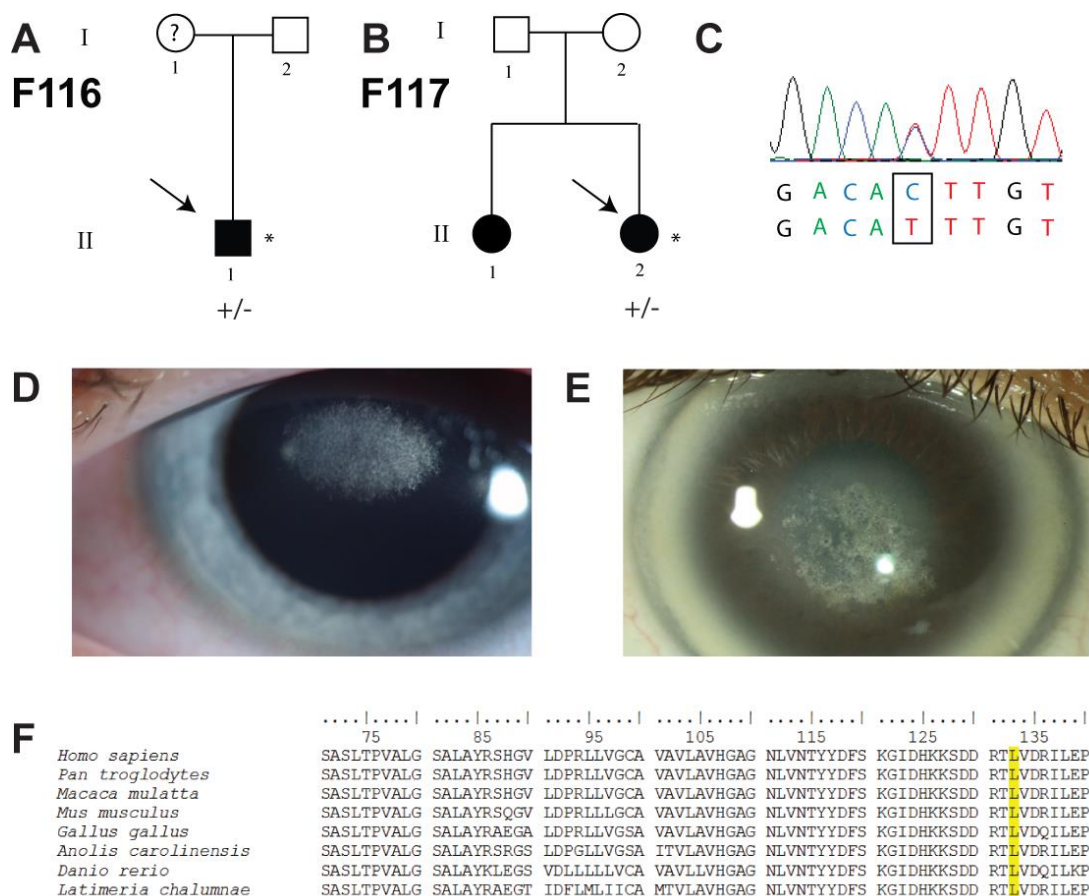 A I ? 1 2
F116
II 1 *
+/-
B I 1 2
F117
II 1 2 *
+/-
C
G A C A C T T G T
G A C A T T T G T
D
E
F
....|....| ....|....| ....|....| ....|....| ....|....| ....|....| ....|....
75 85 95 105 115 125 135
Homo sapiens SASLTPVALG SALAYRSHGV LDPRLLVGCA VAVLAVHGAG NLVNTYYDFS KGIDHKKSDD RTLVDRILEP
Pan troglodytes SASLTPVALG SALAYRSHGV LDPRLLVGCA VAVLAVHGAG NLVNTYYDFS KGIDHKKSDD RTLVDRILEP
Macaca mulatta SASLTPVALG SALAYRSHGV LDPRLLVGCA VAVLAVHGAG NLVNTYYDFS KGIDHKKSDD RTLVDRILEP
Mus musculus SASLTPVALG SALAYRSQGV LDPRLLLGCA VAVLAVHGAG NLVNTYYDFS KGIDHKKSDD RTLVDRILEP
Gallus gallus SASLTPVALG SALAYRAEGA LDPRLLVGSA VAVLAVHGAG NLVNTYYDFS KGIDHKKSDD RTLVDQILEP
Anolis carolinensis SASLTPVALG SALAYRSRGS LDPGLLVGSA ITVLAVHGAG NLVNTYYDFS KGIDHKKSDD RTLVDQILEP
Danio rerio SASLTPVALG SALAYKLEGS VDLLLLLVCA VAVLLVHGAG NLVNTYYDFS KGIDHKKSDD RTLVDQILKP
Latimeria chalumnae SASLTPVALG SALAYRAEGT IDFLMLIICA MTVLAVHGAG NLVNTYYDFS KGIDHKKSDD RTLVDRILEP